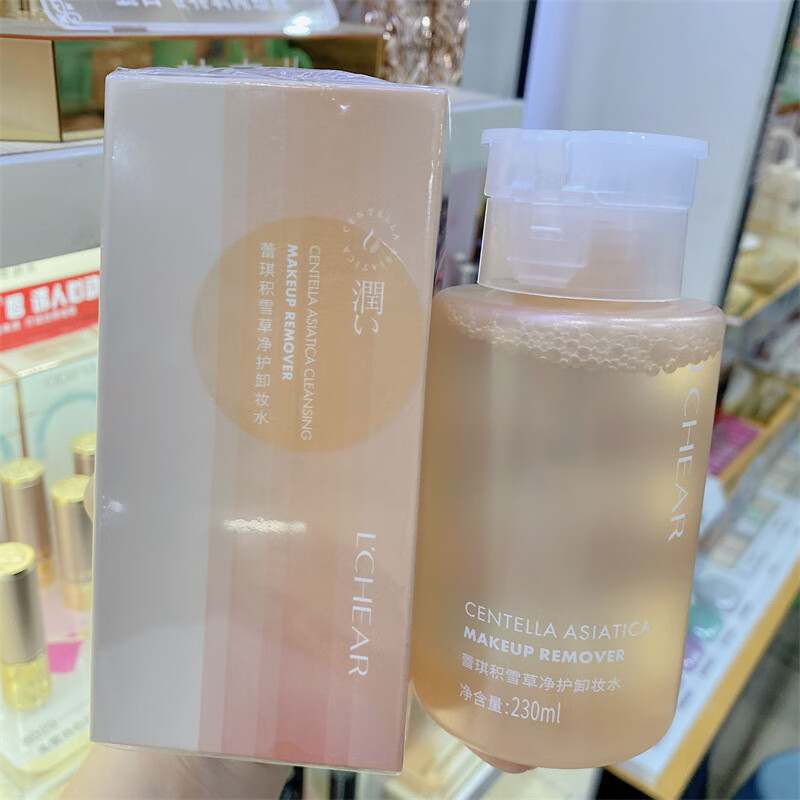 CENTELLA ASIATICA
潤い
CENTELLA ASIATICA CLEANSING
MAKEUP REMOVER
蕾琪积雪草净护卸妆水
L'CHEAR
CHEAR
CENTELLA ASIATICA
MAKEUP REMOVER
蕾琪积雪草净护卸妆水
净含量:230ml